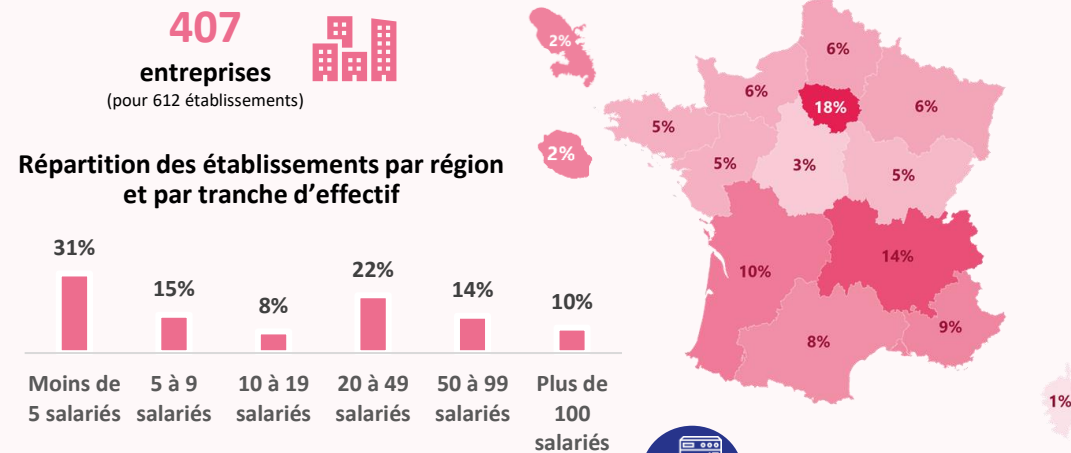 407
entreprises
(pour 612 établissements)
Répartition des établissements par région
et par tranche d’effectif
31%
15%
8%
22%
14%
10%
Moins de
5 salariés
5 à 9
salariés
10 à 19
salariés
20 à 49
salariés
50 à 99
salariés
Plus de
100
salariés
2%
2%
6%
6%
18%
6%
5%
5%
3%
5%
10%
14%
8%
9%
1%